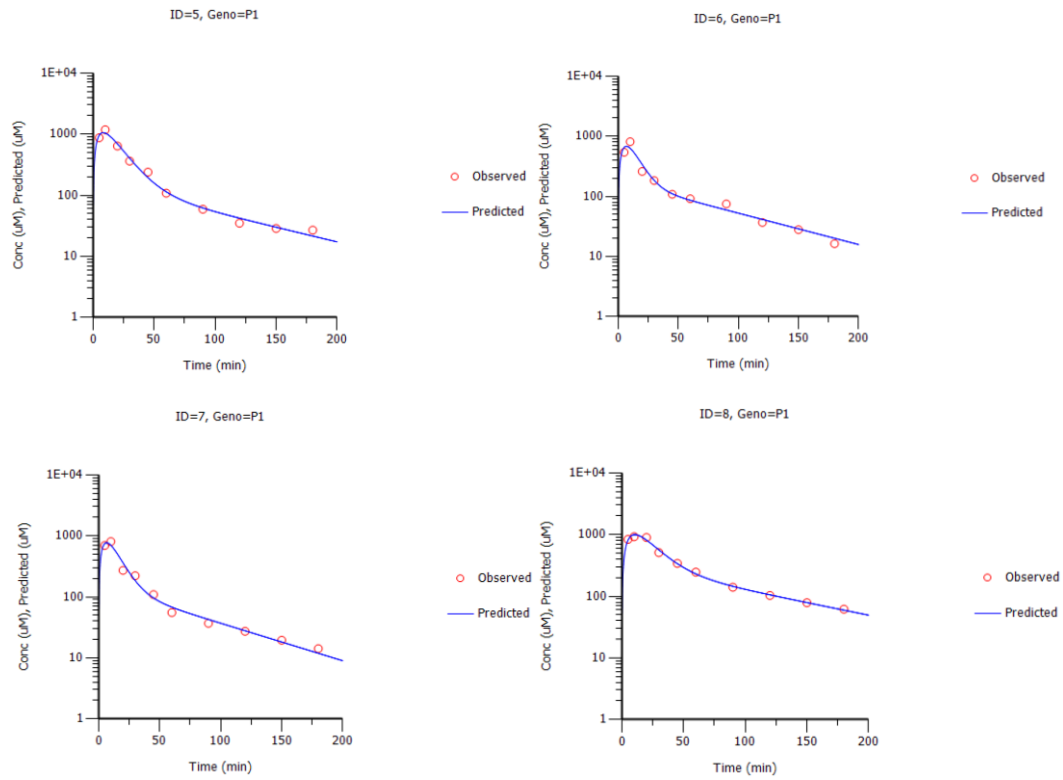 ID=5, Geno=P1
1E+04
1000
100
10
1
Conc (uM), Predicted (uM)
0
50
100
150
200
Time (min)
Observed
Predicted
ID=6, Geno=P1
1E+04
1000
100
10
1
Conc (uM), Predicted (uM)
0
50
100
150
200
Time (min)
Observed
Predicted
ID=7, Geno=P1
1E+04
1000
100
10
1
Conc (uM), Predicted (uM)
0
50
100
150
200
Time (min)
Observed
Predicted
ID=8, Geno=P1
1E+04
1000
100
10
1
Conc (uM), Predicted (uM)
0
50
100
150
200
Time (min)
Observed
Predicted